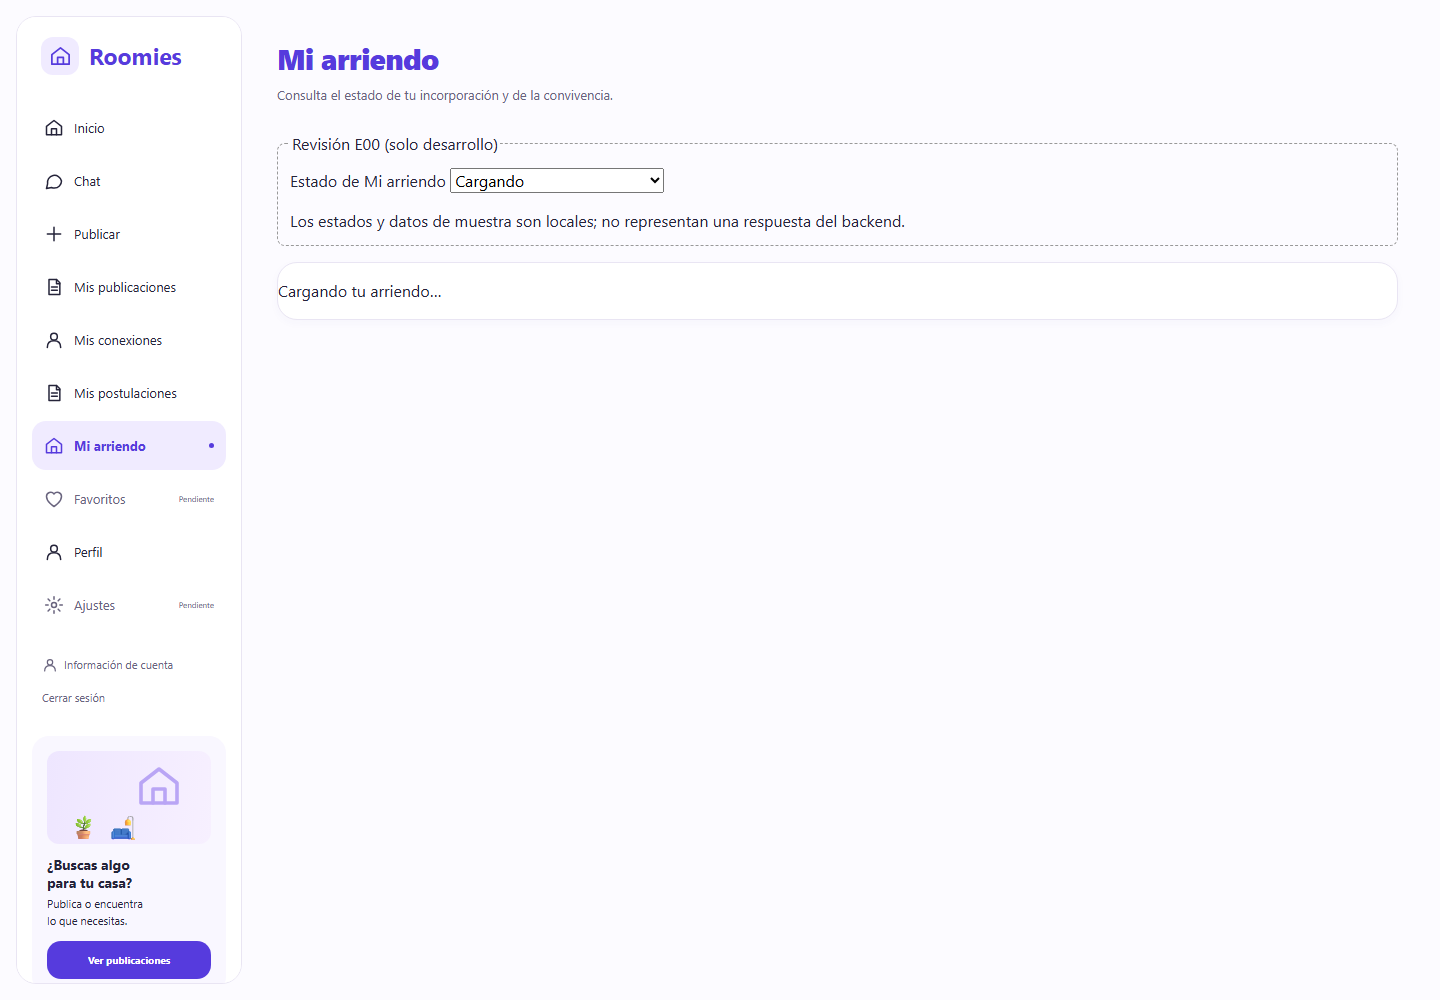 Roomies
Inicio
Chat
Publicar
Mis publicaciones
Mis conexiones
Mis postulaciones
Mi arriendo
Favoritos Pendiente
Perfil
Ajustes Pendiente
Información de cuenta
Cerrar sesión
¿Buscas algo
para tu casa?
Publica o encuentra
lo que necesitas.
Ver publicaciones
Mi arriendo
Consulta el estado de tu incorporación y de la convivencia.
Revisión E00 (solo desarrollo)
Estado de Mi arriendo Cargando
Los estados y datos de muestra son locales; no representan una respuesta del backend.
Cargando tu arriendo...